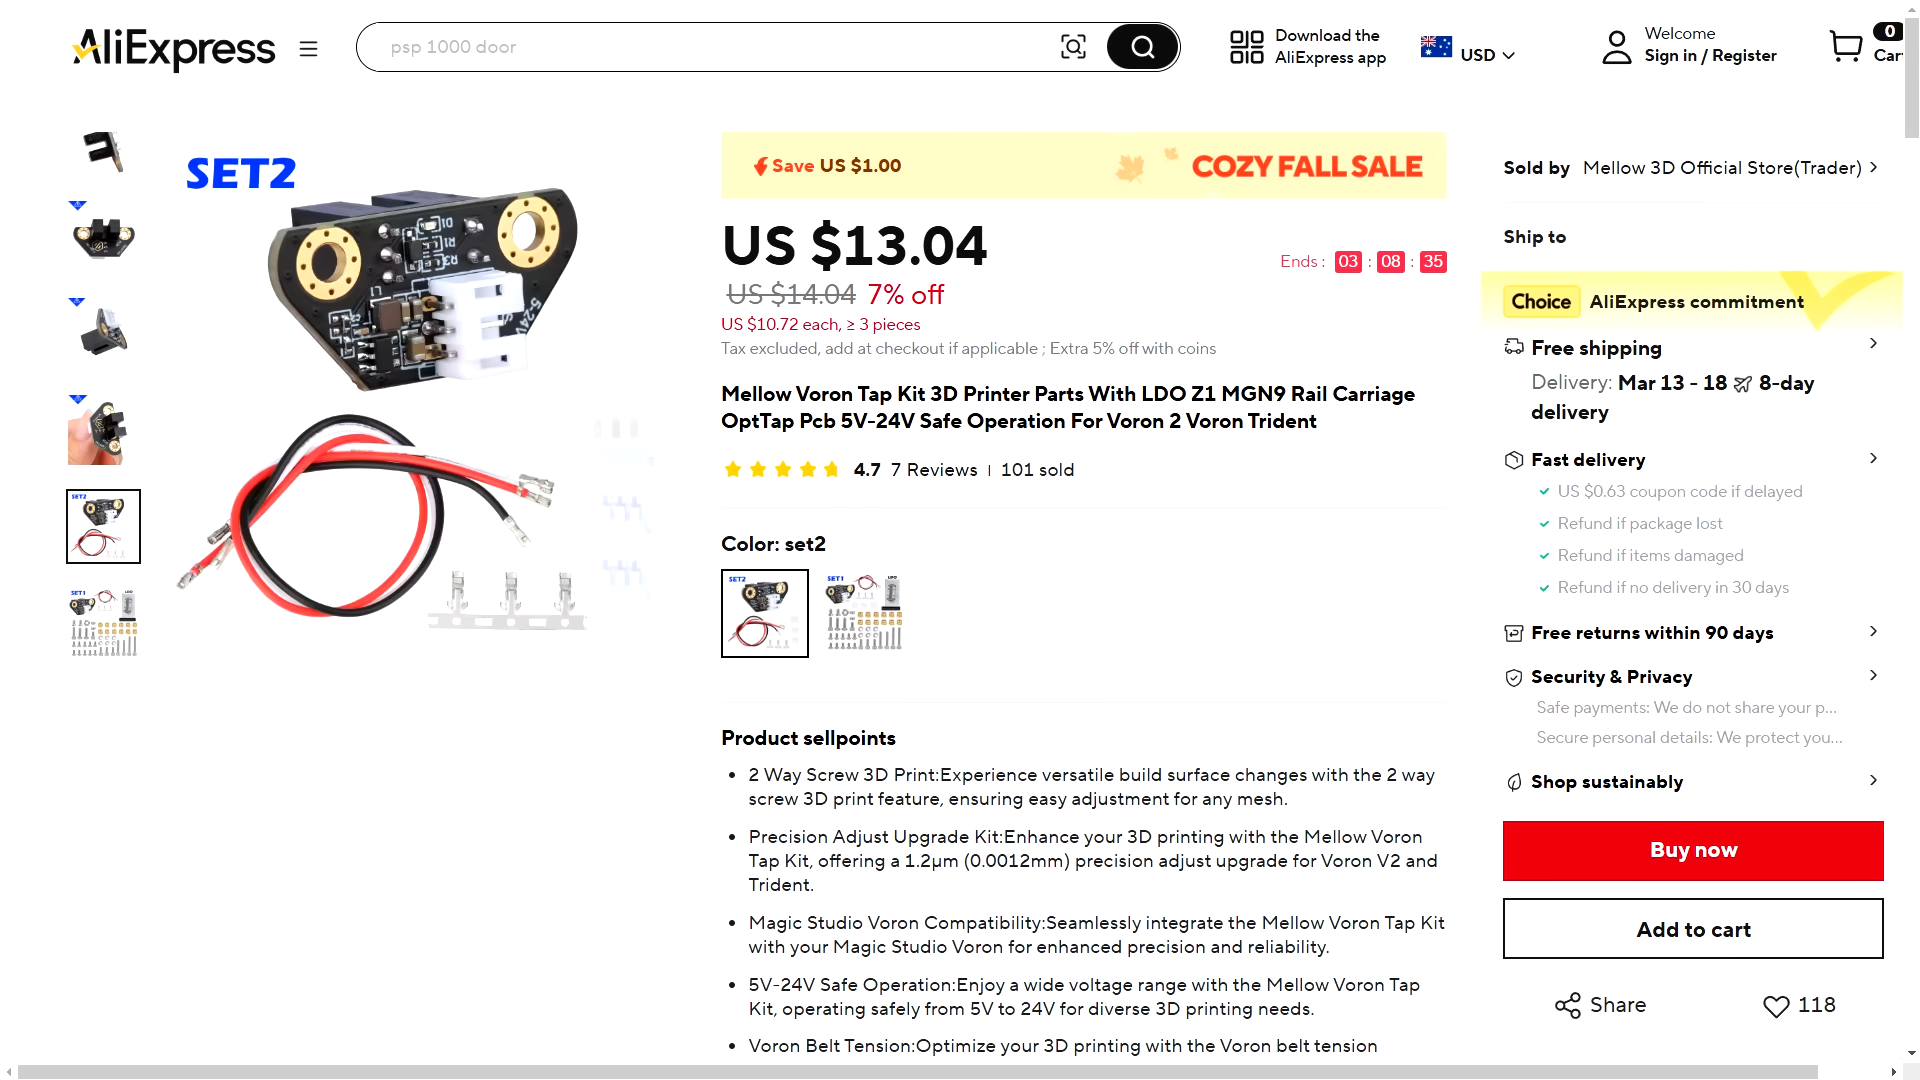 AliExpress
psp 1000 door
Download the
AliExpress app
USD
Welcome
Sign in / Register
0
Car
SET2
D1
R1
R3
5-24V
SET2
SET1
LDO
Save US $1.00
COZY FALL SALE
US $13.04
Ends : 03 : 08 : 35
US $14.04 7% off
US $10.72 each, ≥ 3 pieces
Tax excluded, add at checkout if applicable ; Extra 5% off with coins
Mellow Voron Tap Kit 3D Printer Parts With LDO Z1 MGN9 Rail Carriage
OptTap Pcb 5V-24V Safe Operation For Voron 2 Voron Trident
4.7 7 Reviews 101 sold
Color: set2
SET2
SET1
LDO
Product sellpoints
• 2 Way Screw 3D Print:Experience versatile build surface changes with the 2 way
screw 3D print feature, ensuring easy adjustment for any mesh.
• Precision Adjust Upgrade Kit:Enhance your 3D printing with the Mellow Voron
Tap Kit, offering a 1.2μm (0.0012mm) precision adjust upgrade for Voron V2 and
Trident.
• Magic Studio Voron Compatibility:Seamlessly integrate the Mellow Voron Tap Kit
with your Magic Studio Voron for enhanced precision and reliability.
• 5V-24V Safe Operation:Enjoy a wide voltage range with the Mellow Voron Tap
Kit, operating safely from 5V to 24V for diverse 3D printing needs.
• Voron Belt Tension:Optimize your 3D printing with the Voron belt tension
Sold by Mellow 3D Official Store(Trader)
Ship to
Choice AliExpress commitment
Free shipping
Delivery: Mar 13 - 18 8-day
delivery
Fast delivery
US $0.63 coupon code if delayed
Refund if package lost
Refund if items damaged
Refund if no delivery in 30 days
Free returns within 90 days
Security & Privacy
Safe payments: We do not share your p...
Secure personal details: We protect you...
Shop sustainably
Buy now
Add to cart
Share
118